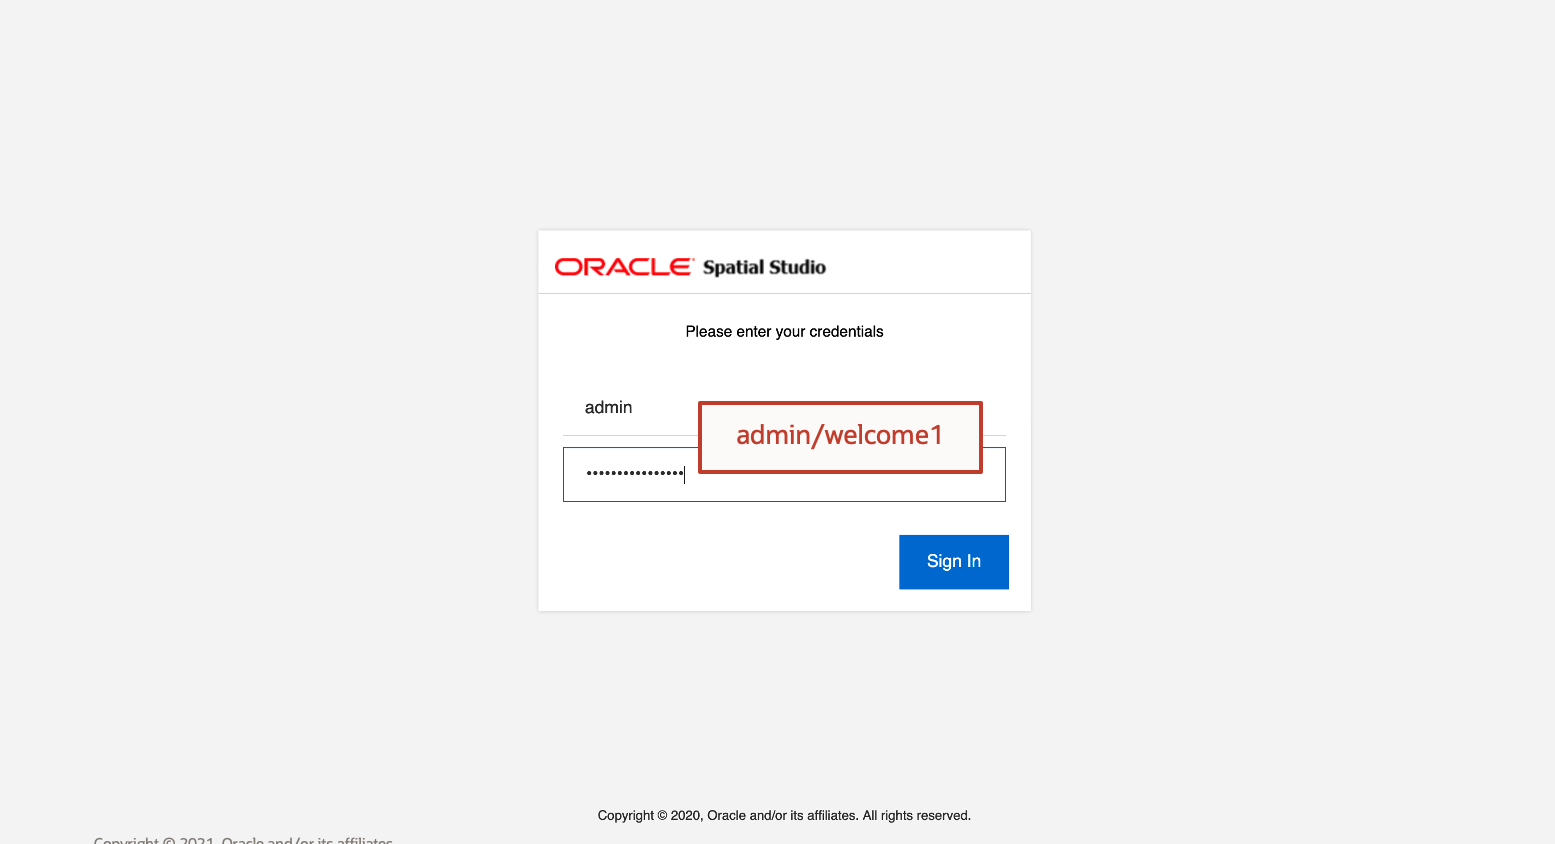 ORACLE Spatial Studio
Please enter your credentials
admin
admin/welcome1
••••••••••••••••
Sign In
Copyright © 2020, Oracle and/or its affiliates. All rights reserved.
Copyright © 2021, Oracle and/or its affiliates